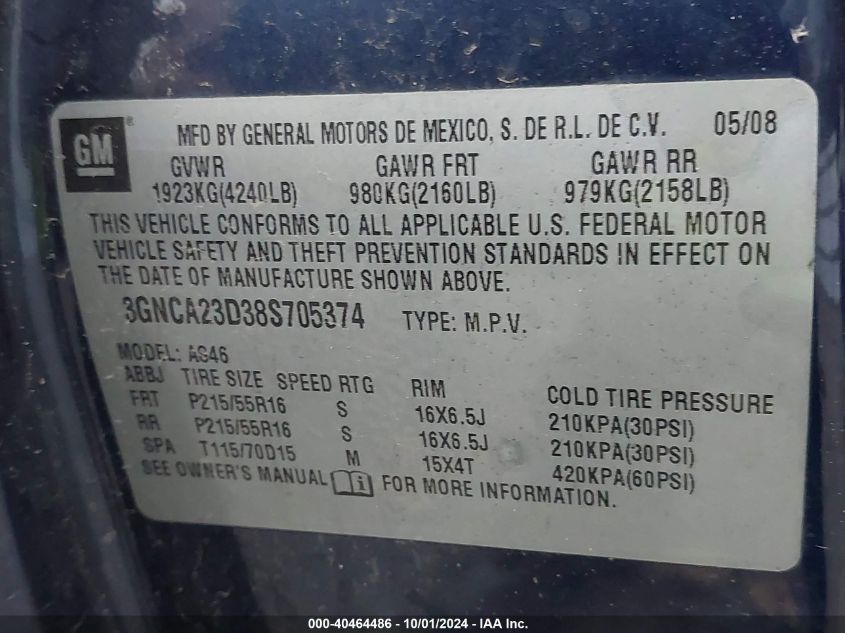 GM®
MFD BY GENERAL MOTORS DE MEXICO, S. DE R.L. DE C.V. 05/08
GVWR GAWR FRT GAWR RR
1923KG(4240LB) 980KG(2160LB) 979KG(2158LB)
THIS VEHICLE CONFORMS TO ALL APPLICABLE U.S. FEDERAL MOTOR
VEHICLE SAFETY AND THEFT PREVENTION STANDARDS IN EFFECT ON
THE DATE OF MANUFACTURE SHOWN ABOVE.
3GNCA23D38S705374 TYPE: M.P.V.
MODEL: AS46
ABBJ TIRE SIZE SPEED RTG RIM COLD TIRE PRESSURE
FRT P215/55R16 S 16X6.5J 210KPA(30PSI)
RR P215/55R16 S 16X6.5J 210KPA(30PSI)
SPA T115/70D15 M 15X4T 420KPA(60PSI)
SEE OWNER'S MANUAL i FOR MORE INFORMATION.
000-40464486 - 10/01/2024 - IAA Inc.